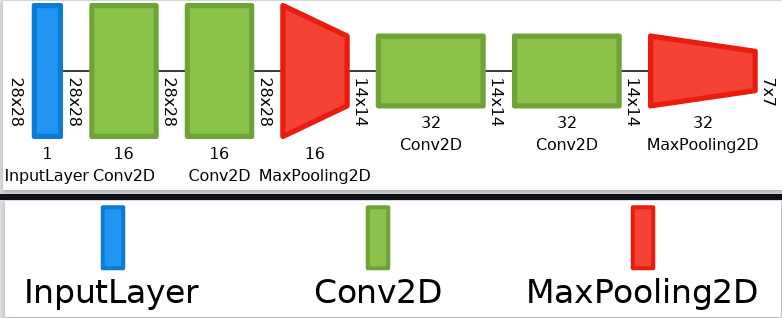 28x28
28x28
28x28
28x28
14x14
14x14
14x14
7x7
1
InputLayer
16
Conv2D
16
Conv2D
16
MaxPooling2D
32
Conv2D
32
Conv2D
32
MaxPooling2D
InputLayer
Conv2D
MaxPooling2D